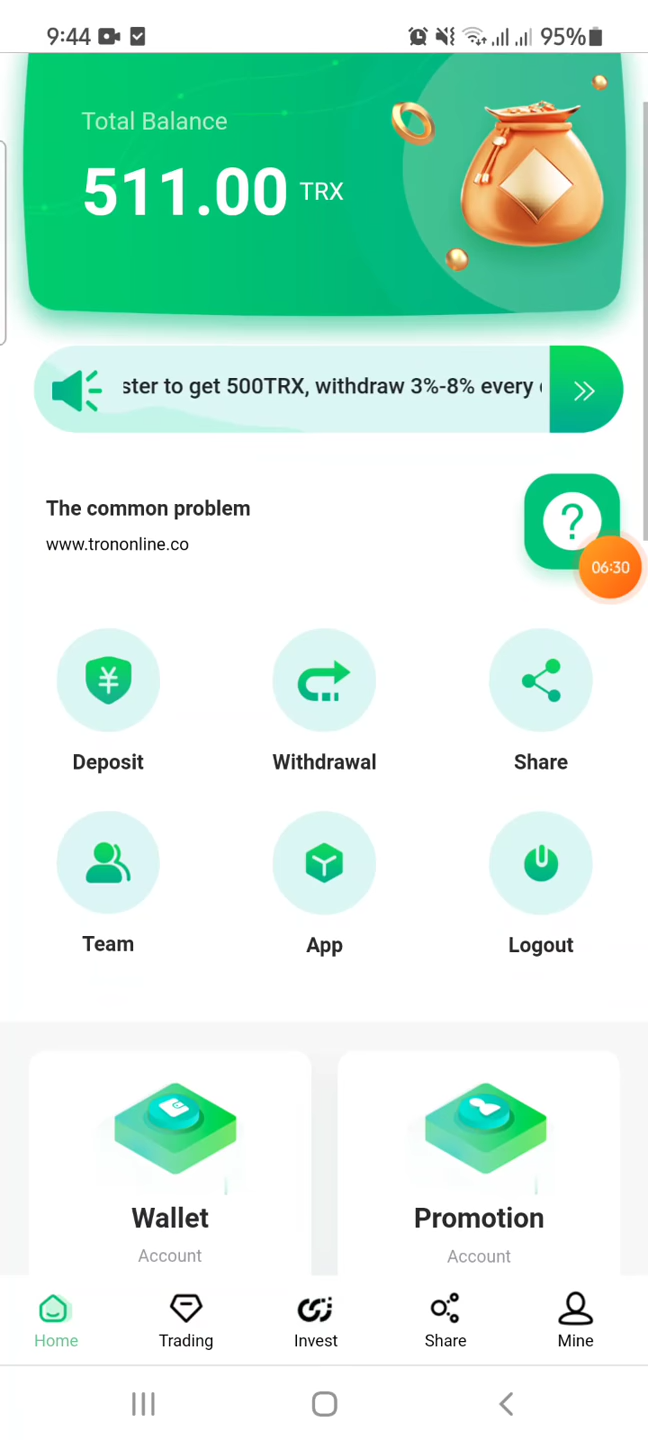 9:44
95%
Total Balance
511.00 TRX
ster to get 500TRX, withdraw 3%-8% every
The common problem
www.trononline.co
06:30
Deposit
Withdrawal
Share
Team
App
Logout
Wallet
Promotion
Account
Account
Home
Trading
Invest
Share
Mine